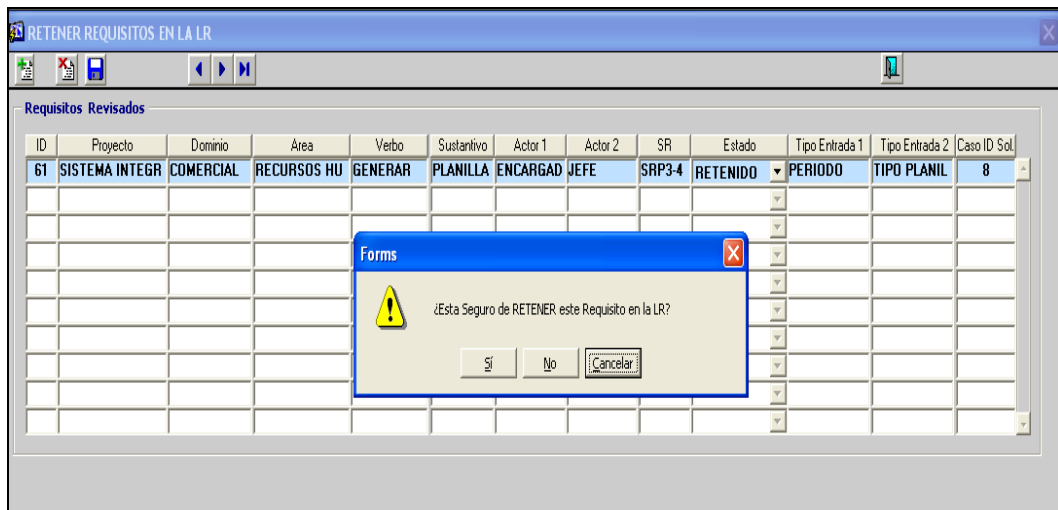 RETENER REQUISITOS EN LA LR
Requisitos Revisados
ID Proyecto Dominio Area Verbo Sustantivo Actor 1 Actor 2 SR Estado Tipo Entrada 1 Tipo Entrada 2 Caso ID Sol.
61 SISTEMA INTEGR COMERCIAL RECURSOS HU GENERAR PLANILLA ENCARGAD JEFE SRP3-4 RETENIDO PERIODO TIPO PLANIL 8
Forms
¿Esta Seguro de RETENER este Requisito en la LR?
Sí No Cancelar